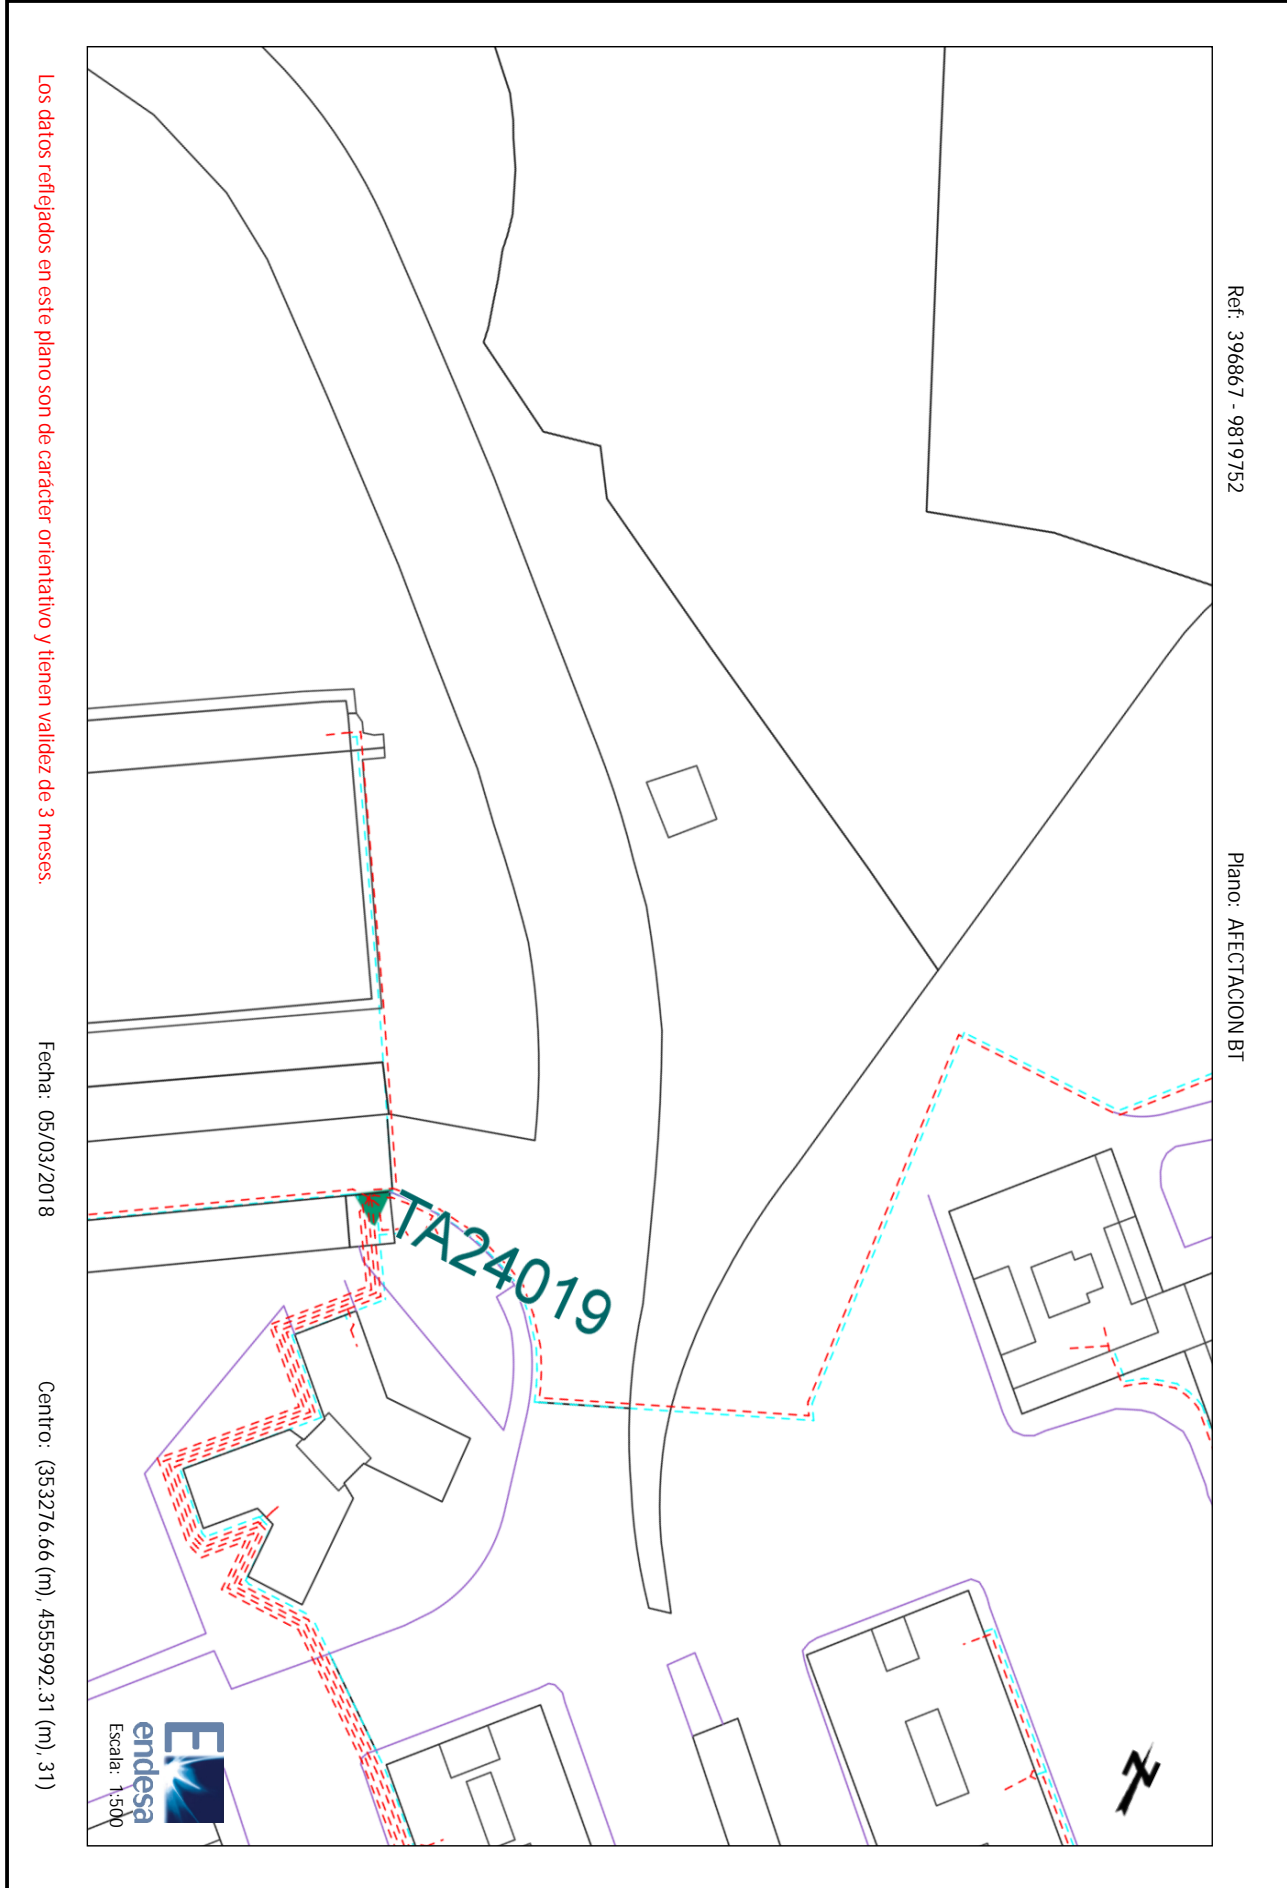 Ref: 396867 - 9819752
Plano: AFECTACION BT
TA24019
N
endesa
Escala: 1:500
Los datos reflejados en este plano son de carácter orientativo y tienen validez de 3 meses.
Fecha: 05/03/2018
Centro: (353276.66 (m), 4555992.31 (m), 31)